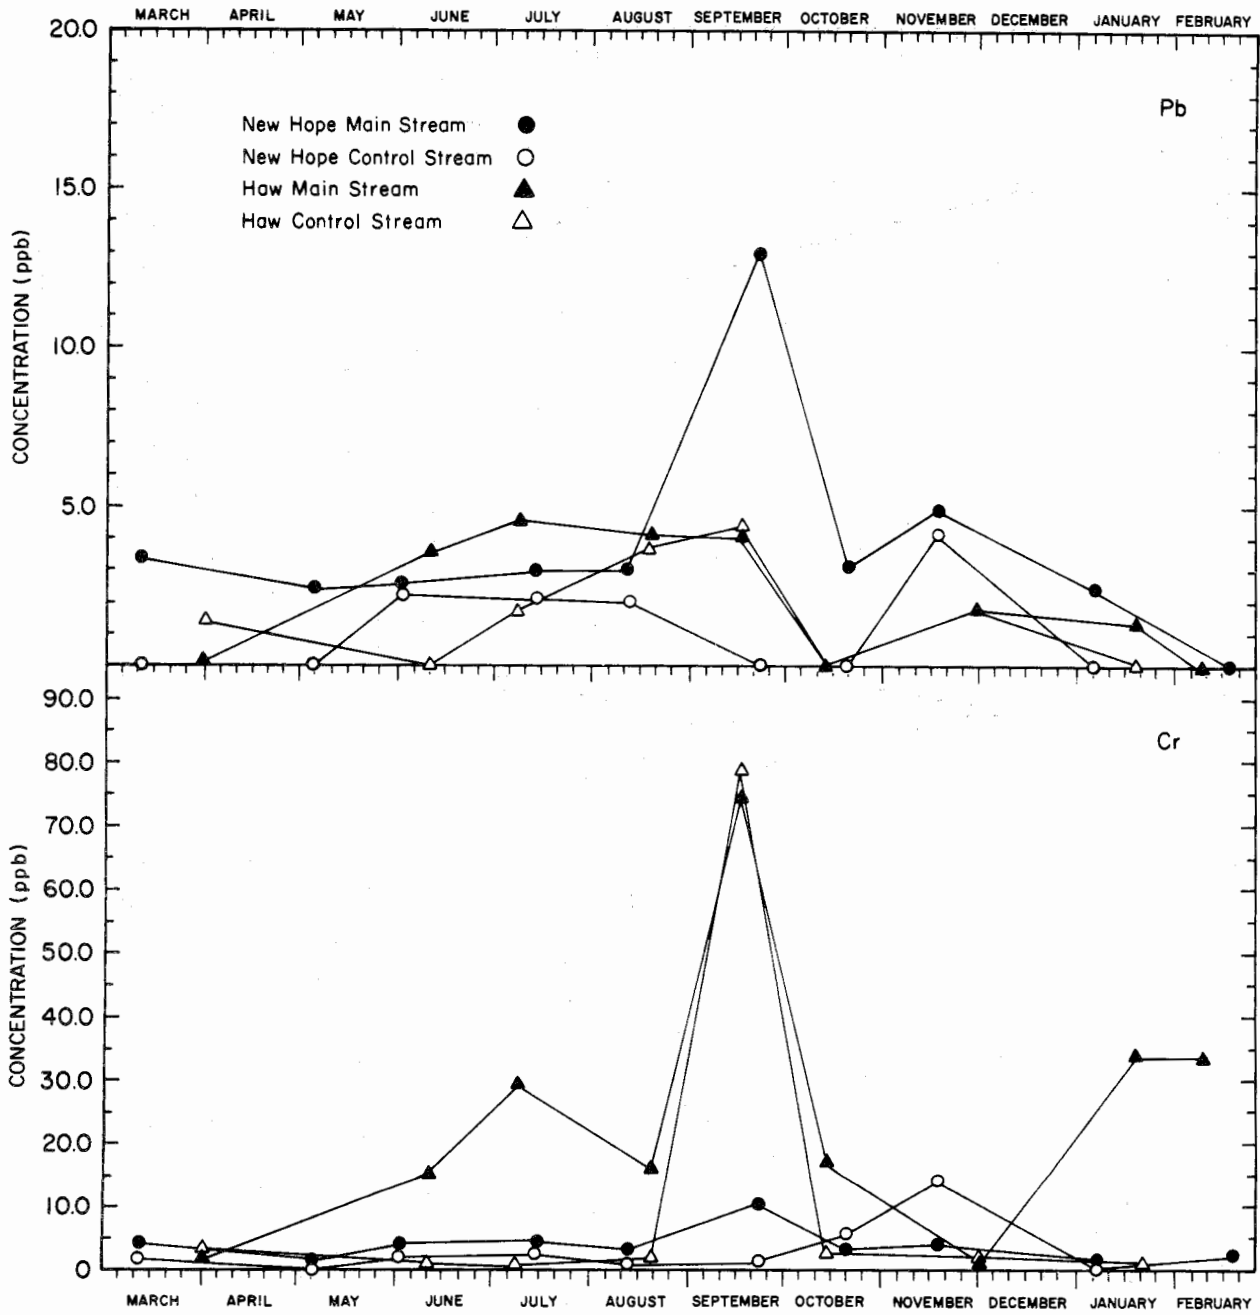 MARCH APRIL MAY JUNE JULY AUGUST SEPTEMBER OCTOBER NOVEMBER DECEMBER JANUARY FEBRUARY
20.0
Pb
New Hope Main Stream
New Hope Control Stream
15.0
Haw Main Stream
Haw Control Stream
CONCENTRATION (ppb)
10.0
5.0
90.0
Cr
80.0
70.0
60.0
CONCENTRATION (ppb)
50.0
40.0
30.0
20.0
10.0
0
MARCH APRIL MAY JUNE JULY AUGUST SEPTEMBER OCTOBER NOVEMBER DECEMBER JANUARY FEBRUARY